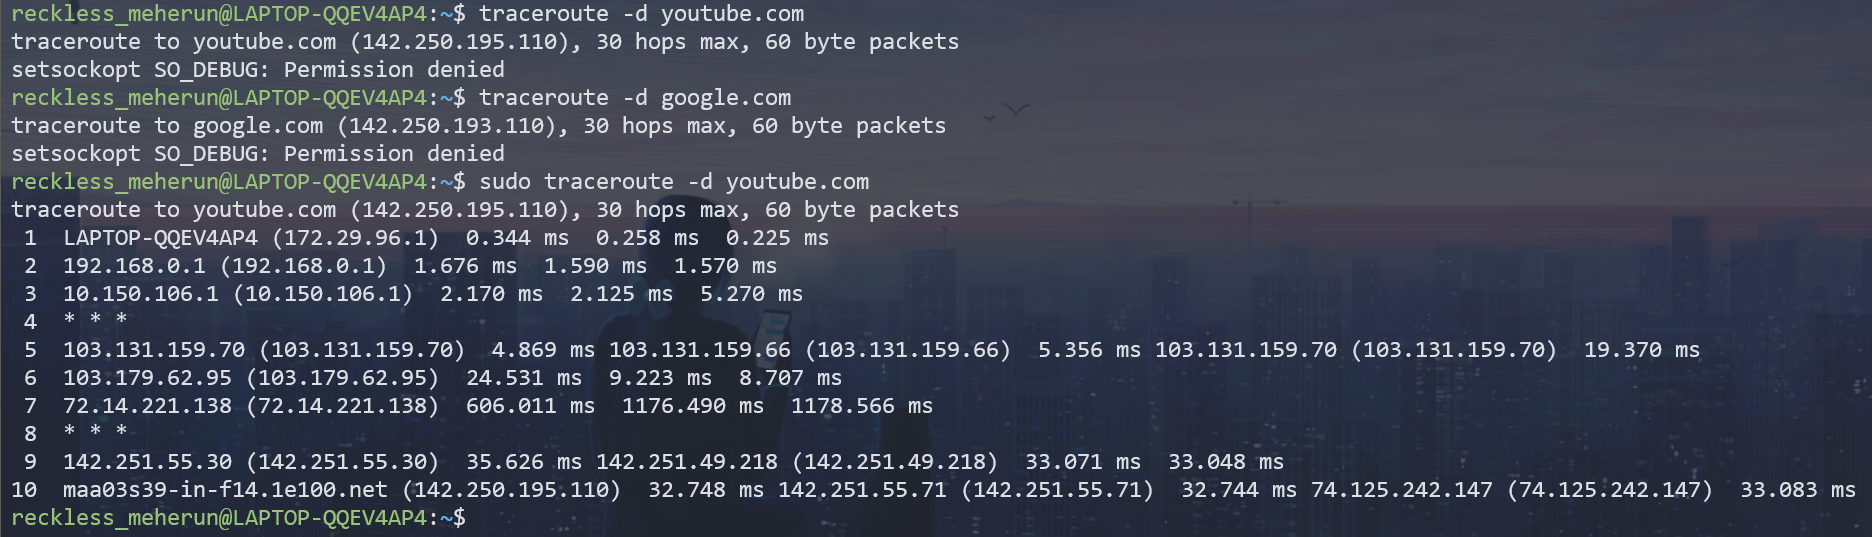 reckless_meherun@LAPTOP-QQEV4AP4:~$ traceroute -d youtube.com
traceroute to youtube.com (142.250.195.110), 30 hops max, 60 byte packets
setsockopt SO_DEBUG: Permission denied
reckless_meherun@LAPTOP-QQEV4AP4:~$ traceroute -d google.com
traceroute to google.com (142.250.193.110), 30 hops max, 60 byte packets
setsockopt SO_DEBUG: Permission denied
reckless_meherun@LAPTOP-QQEV4AP4:~$ sudo traceroute -d youtube.com
traceroute to youtube.com (142.250.195.110), 30 hops max, 60 byte packets
 1  LAPTOP-QQEV4AP4 (172.29.96.1)  0.344 ms  0.258 ms  0.225 ms
 2  192.168.0.1 (192.168.0.1)  1.676 ms  1.590 ms  1.570 ms
 3  10.150.106.1 (10.150.106.1)  2.170 ms  2.125 ms  5.270 ms
 4  * * *
 5  103.131.159.70 (103.131.159.70)  4.869 ms 103.131.159.66 (103.131.159.66)  5.356 ms 103.131.159.70 (103.131.159.70)  19.370 ms
 6  103.179.62.95 (103.179.62.95)  24.531 ms  9.223 ms  8.707 ms
 7  72.14.221.138 (72.14.221.138)  606.011 ms  1176.490 ms  1178.566 ms
 8  * * *
 9  142.251.55.30 (142.251.55.30)  35.626 ms 142.251.49.218 (142.251.49.218)  33.071 ms  33.048 ms
10  maa03s39-in-f14.1e100.net (142.250.195.110)  32.748 ms 142.251.55.71 (142.251.55.71)  32.744 ms 74.125.242.147 (74.125.242.147)  33.083 ms
reckless_meherun@LAPTOP-QQEV4AP4:~$